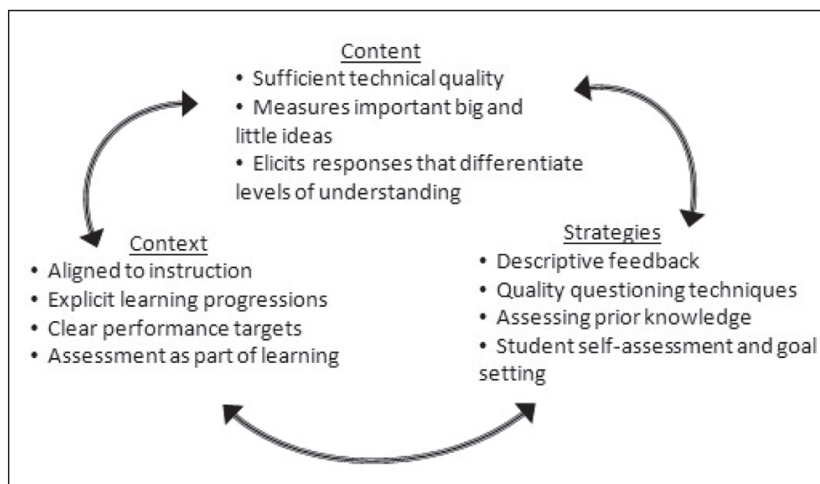 Content
• Sufficient technical quality
• Measures important big and
little ideas
• Elicits responses that differentiate
levels of understanding
Context
• Aligned to instruction
• Explicit learning progressions
• Clear performance targets
• Assessment as part of learning
Strategies
• Descriptive feedback
• Quality questioning techniques
• Assessing prior knowledge
• Student self-assessment and goal
setting